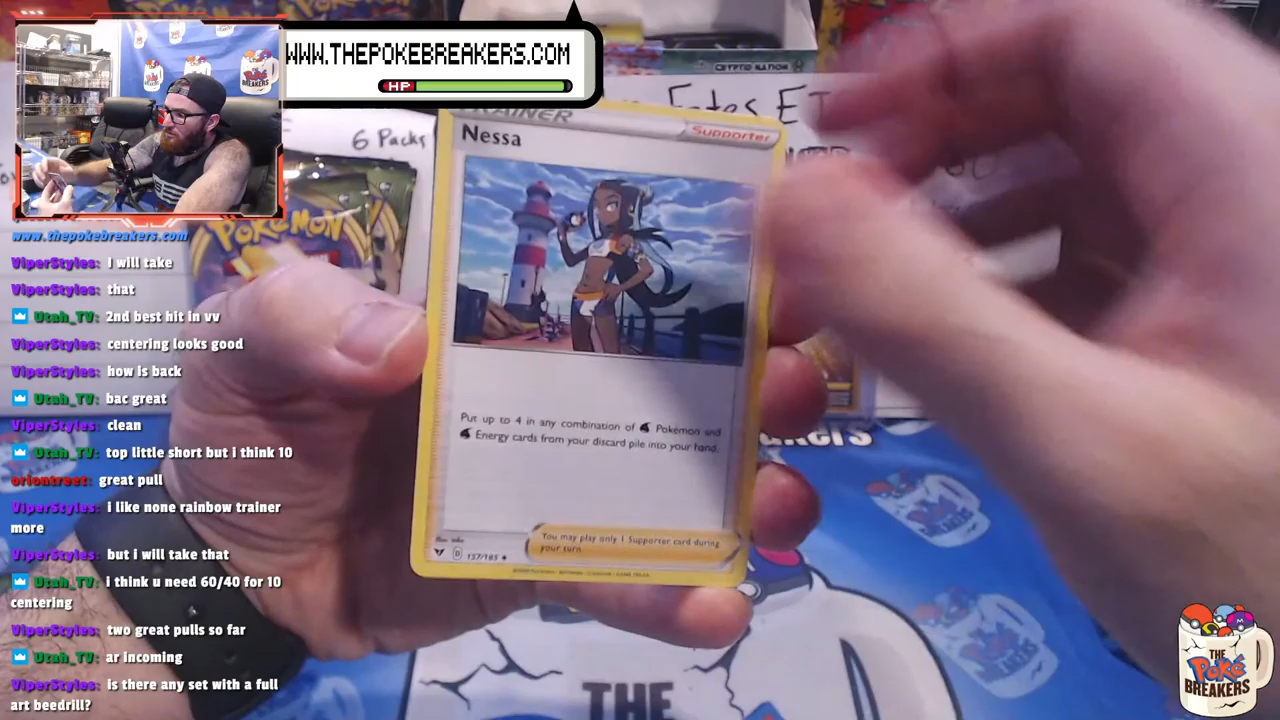 WWW.THEPOKEBREAKERS.COM
HP
TRAINER
Supporter
Nessa
6 Packs
POKEMON
www.thepokebreakers.com
ViperStyles: I will take
ViperStyles: that
Utah_TV: 2nd best hit in vv
ViperStyles: centering looks good
ViperStyles: how is back
Utah_TV: bac great
ViperStyles: clean
Utah_TV: top little short but i think 10
oriontreet: great pull
ViperStyles: i like none rainbow trainer
more
ViperStyles: but i will take that
Utah_TV: i think u need 60/40 for 10
centering
ViperStyles: two great pulls so far
Utah_TV: ar incoming
ViperStyles: is there any set with a full
art beedrill?
Put up to 4 in any combination of Pokémon and
Energy cards from your discard pile into your hand.
You may play only 1 Supporter card during
your turn.
D 157/185
Fates ET
THE
THE
Poké
BREAKERS